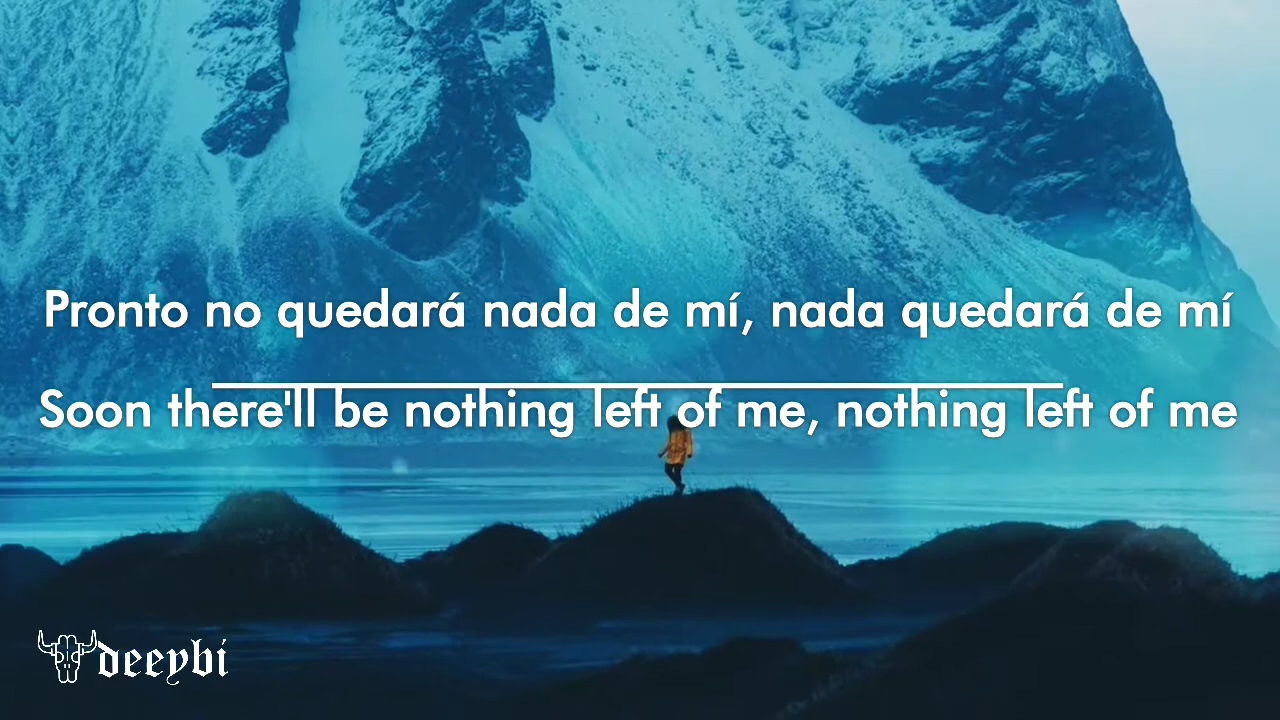 Pronto no quedará nada de mí, nada quedará de mí
Soon there'll be nothing left of me, nothing left of me
deeybi